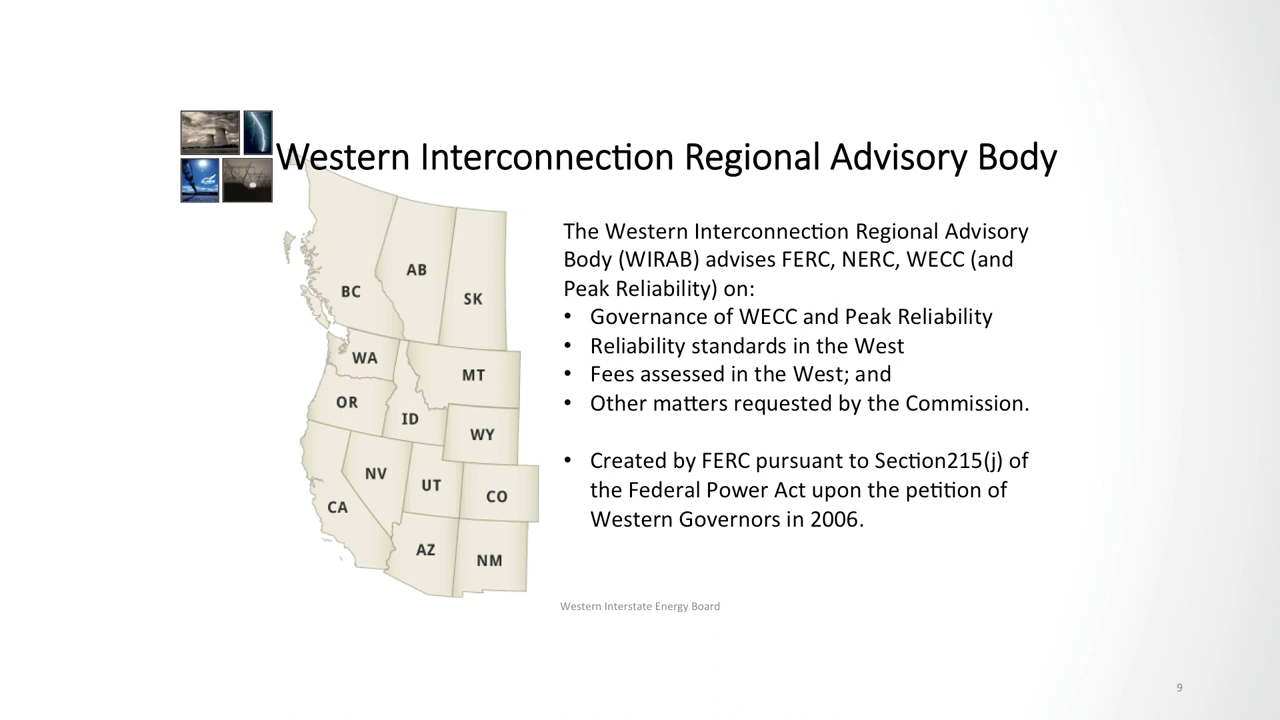 Western Interconnection Regional Advisory Body
BC
AB
SK
WA
MT
OR
ID
WY
NV
UT
CO
CA
AZ
NM
The Western Interconnection Regional Advisory
Body (WIRAB) advises FERC, NERC, WECC (and
Peak Reliability) on:
• Governance of WECC and Peak Reliability
• Reliability standards in the West
• Fees assessed in the West; and
• Other matters requested by the Commission.
• Created by FERC pursuant to Section215(j) of
the Federal Power Act upon the petition of
Western Governors in 2006.
Western Interstate Energy Board
9